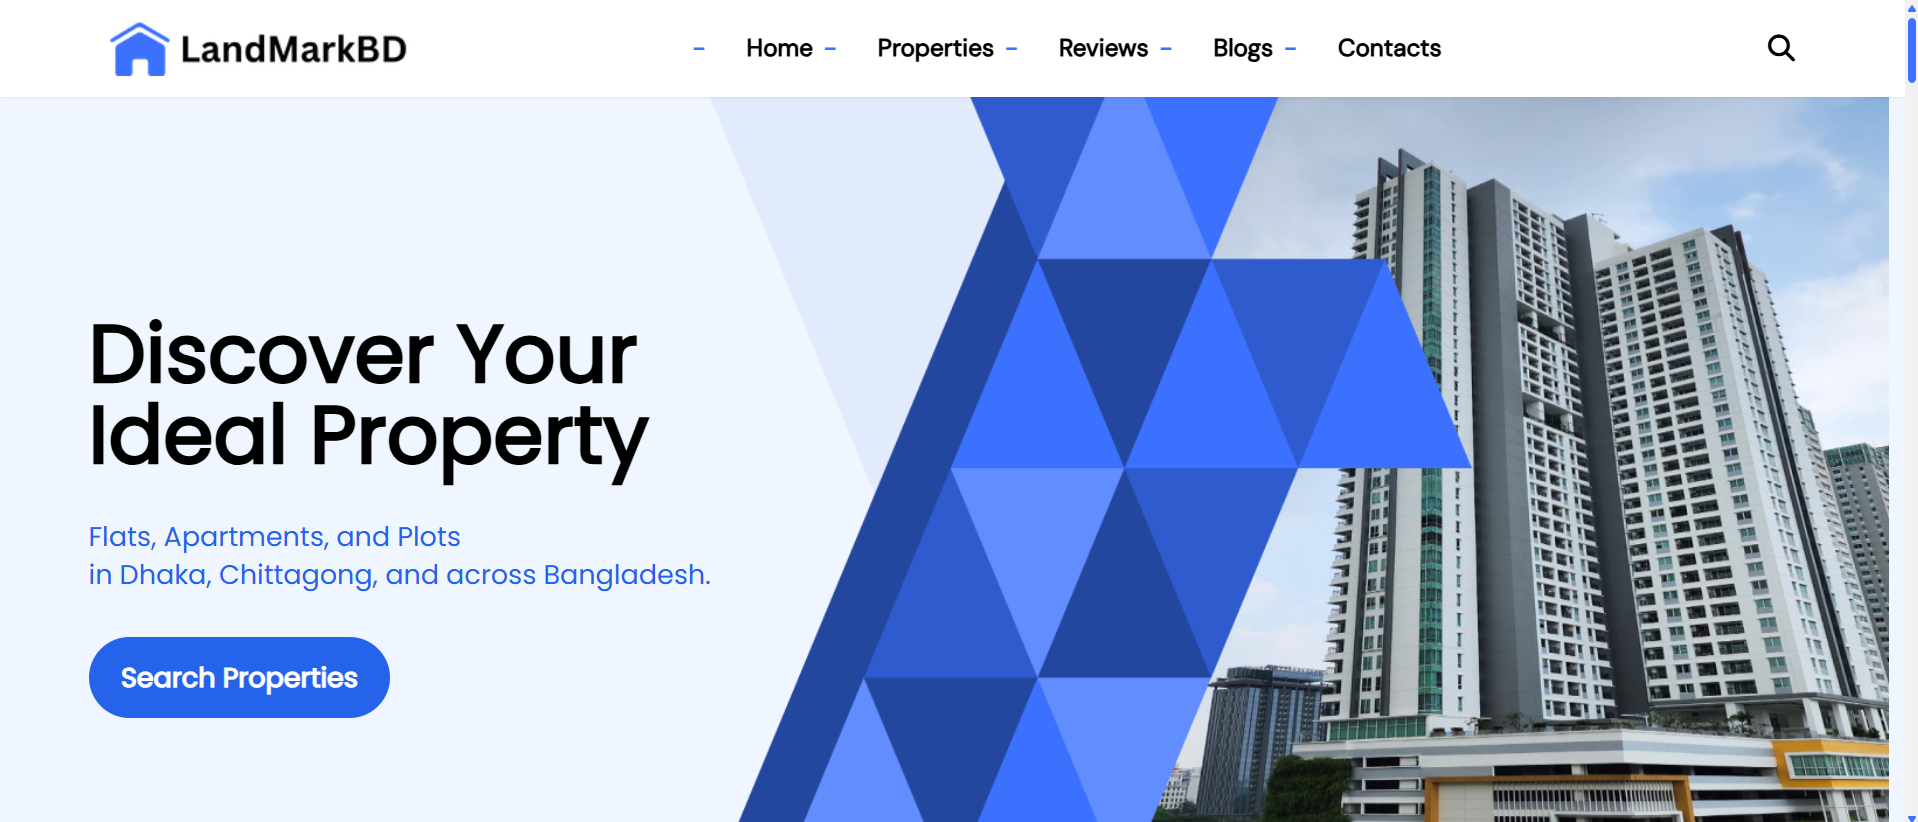 LandMarkBD
- Home - Properties - Reviews - Blogs - Contacts
Discover Your
Ideal Property
Flats, Apartments, and Plots
in Dhaka, Chittagong, and across Bangladesh.
Search Properties